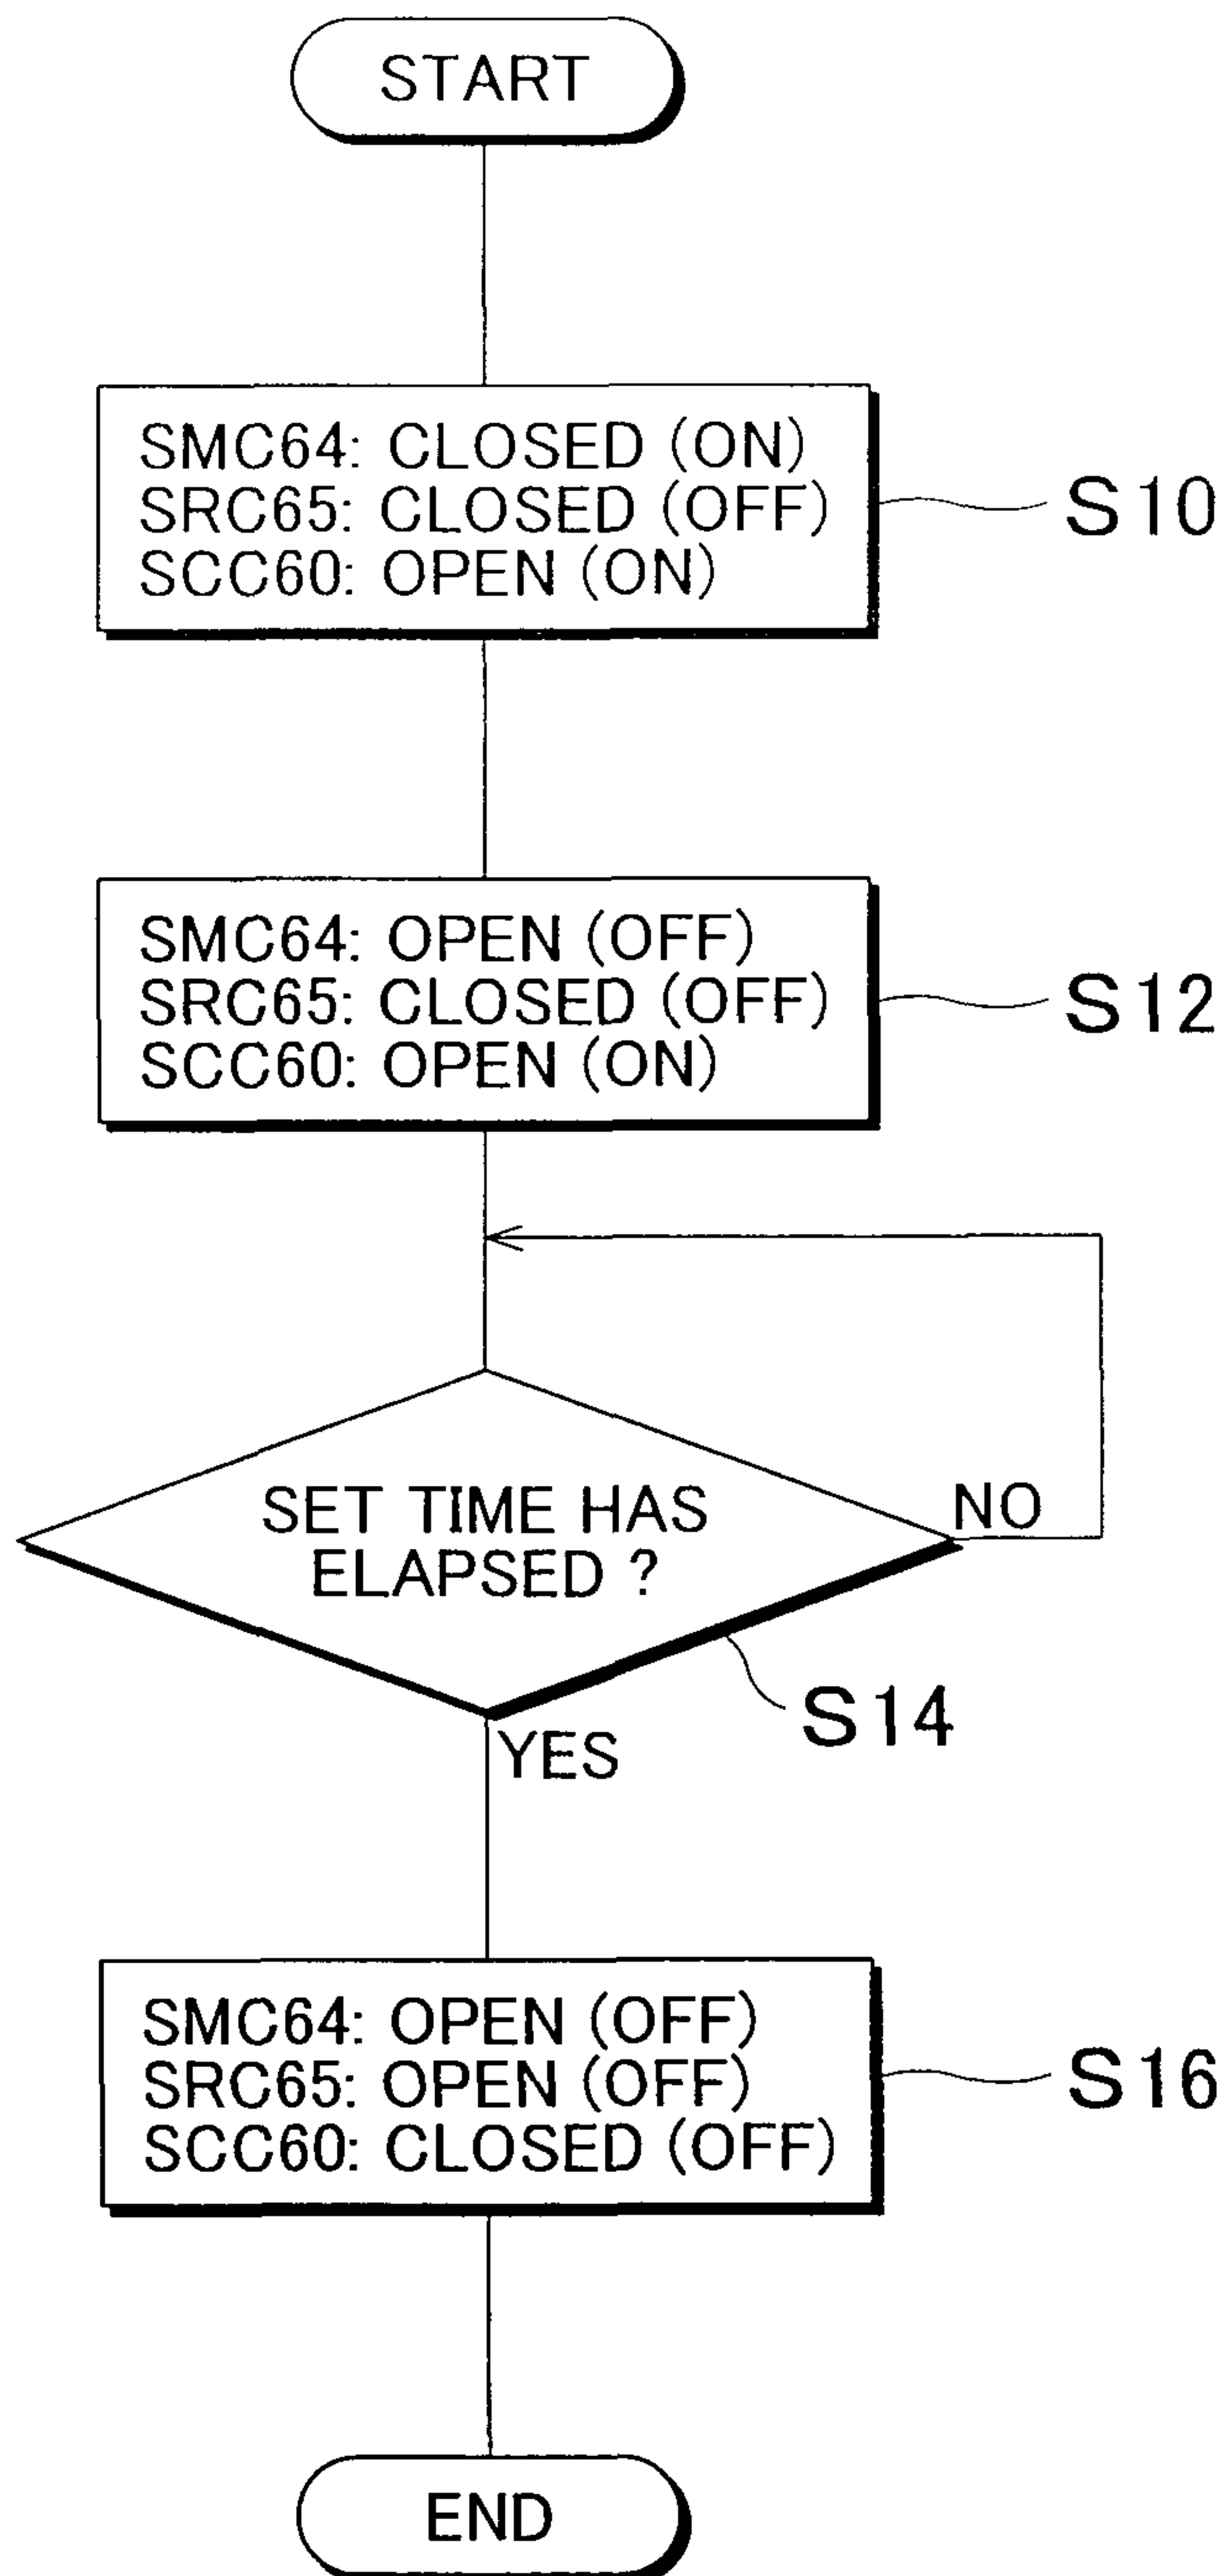 START
SMC64: CLOSED (ON)
SRC65: CLOSED (OFF)
SCC60: OPEN (ON)
S10
SMC64: OPEN (OFF)
SRC65: CLOSED (OFF)
SCC60: OPEN (ON)
S12
SET TIME HAS
ELAPSED ?
NO
S14
YES
SMC64: OPEN (OFF)
SRC65: OPEN (OFF)
SCC60: CLOSED (OFF)
S16
END